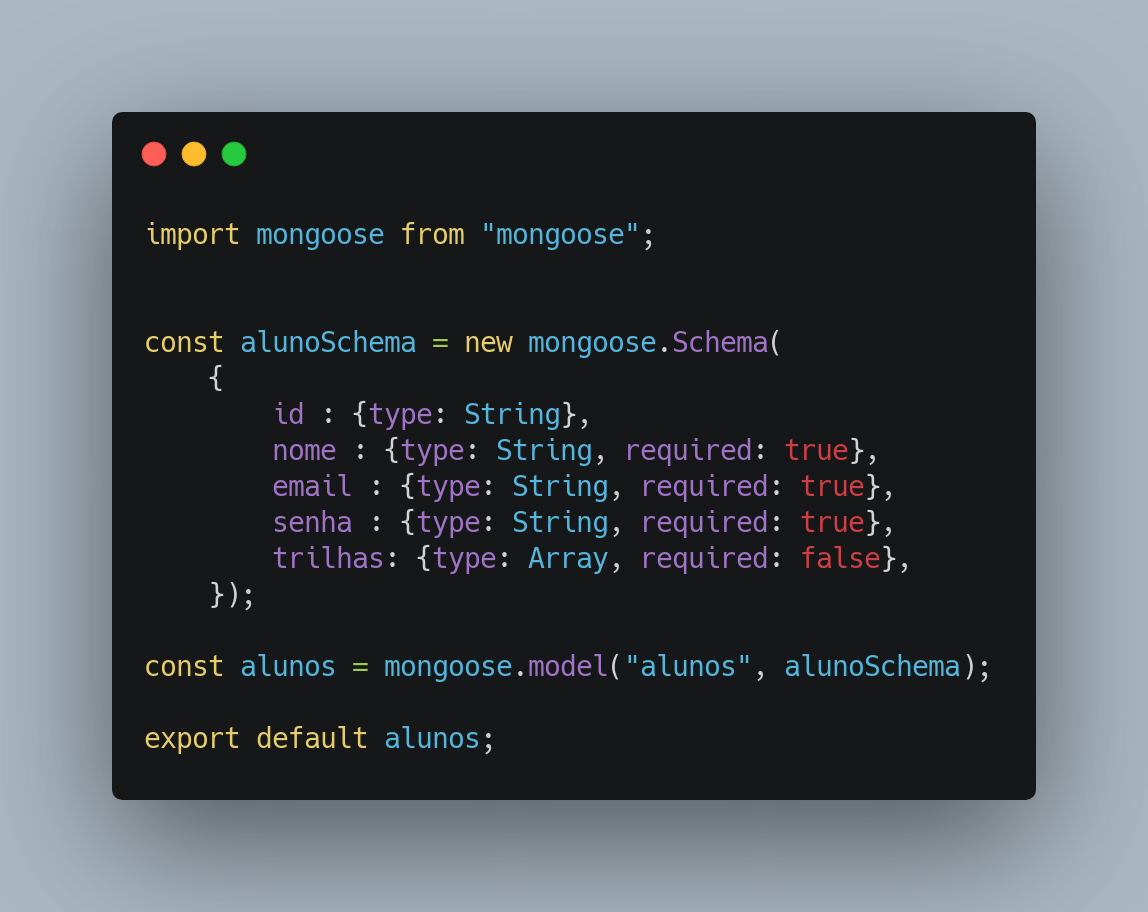 import mongoose from "mongoose";
const alunoSchema = new mongoose.Schema(
    {
        id : {type: String},
        nome : {type: String, required: true},
        email : {type: String, required: true},
        senha : {type: String, required: true},
        trilhas: {type: Array, required: false},
    });
const alunos = mongoose.model("alunos", alunoSchema);
export default alunos;